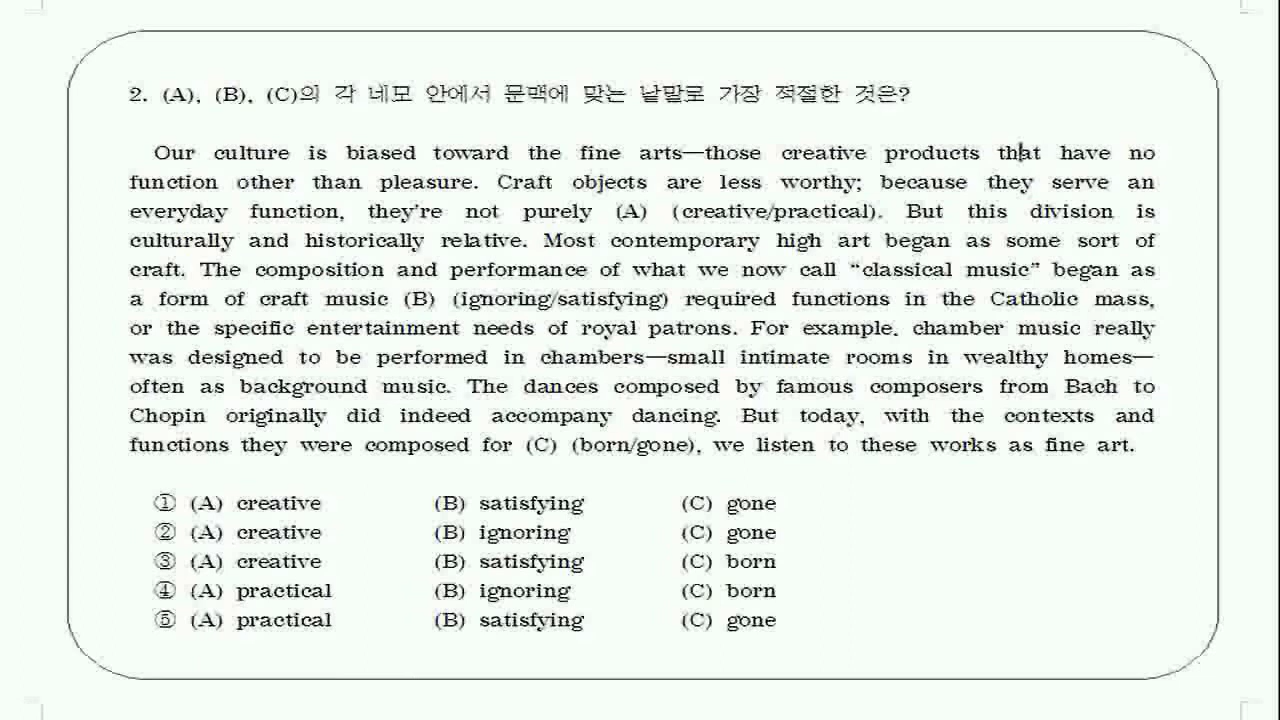 2. (A), (B), (C)의 각 네모 안에서 문맥에 맞는 낱말로 가장 적절한 것은?
Our culture is biased toward the fine arts—those creative products that have no
function other than pleasure. Craft objects are less worthy; because they serve an
everyday function, they're not purely (A) (creative/practical). But this division is
culturally and historically relative. Most contemporary high art began as some sort of
craft. The composition and performance of what we now call “classical music” began as
a form of craft music (B) (ignoring/satisfying) required functions in the Catholic mass,
or the specific entertainment needs of royal patrons. For example, chamber music really
was designed to be performed in chambers—small intimate rooms in wealthy homes—
often as background music. The dances composed by famous composers from Bach to
Chopin originally did indeed accompany dancing. But today, with the contexts and
functions they were composed for (C) (born/gone), we listen to these works as fine art.
① (A) creative (B) satisfying (C) gone
② (A) creative (B) ignoring (C) gone
③ (A) creative (B) satisfying (C) born
④ (A) practical (B) ignoring (C) born
⑤ (A) practical (B) satisfying (C) gone